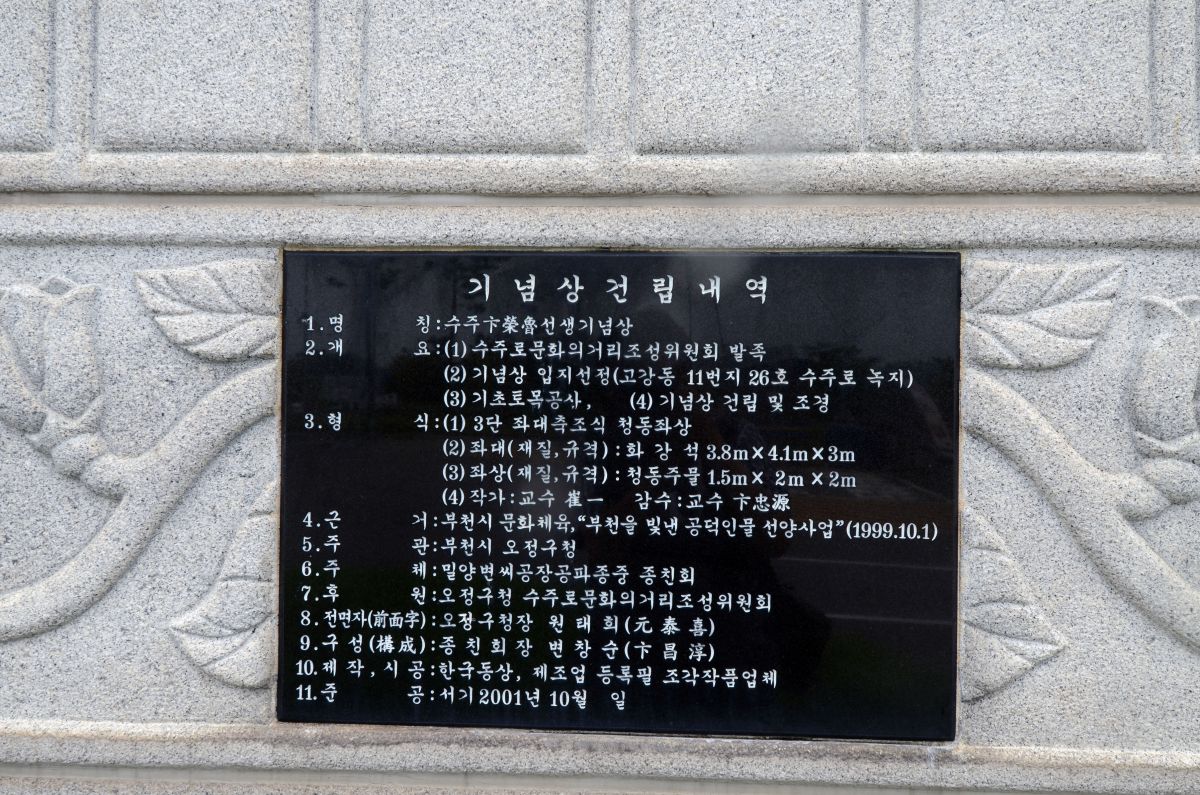 기념상건립내역
1. 명 칭:수주卞榮魯선생기념상
2. 개 요:(1) 수주로문화의거리조성위원회 발족
(2) 기념상 입지선정(고강동 11번지 26호 수주로 녹지)
(3) 기초토목공사, (4) 기념상 건립 및 조경
3. 형 식:(1) 3단 좌대축조식 청동좌상
(2) 좌대(재질,규격):화 강 석 3.8m×4.1m×3m
(3) 좌상(재질,규격):청동주물 1.5m× 2m ×2m
(4) 작가:교수 崔一 감수:교수 卞忠源
4. 근 거:부천시 문화체육,“부천을 빛낸 공덕인물 선양사업”(1999.10.1)
5. 주 관:부천시 오정구청
6. 주 체:밀양변씨공장공파종중 종친회
7. 후 원:오정구청 수주로문화의거리조성위원회
8. 전면자(前面字):오정구청장 원태희(元 泰 喜)
9. 구성(構成):종친회장 변창순(卞 昌 淳)
10. 제작,시공:한국동상, 제조업 등록필 조각작품업체
11. 준 공:서기 2001년 10월 일